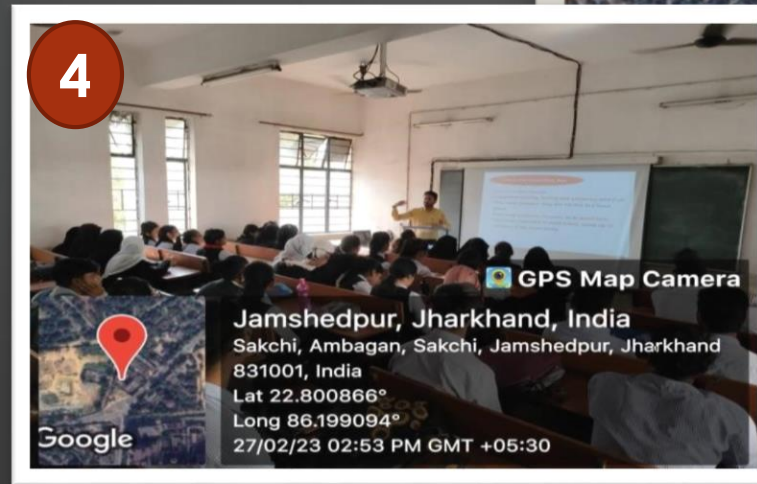 4
GPS Map Camera
Jamshedpur, Jharkhand, India
Sakchi, Ambagan, Sakchi, Jamshedpur, Jharkhand
831001, India
Lat 22.800866°
Long 86.199094°
27/02/23 02:53 PM GMT +05:30
Google